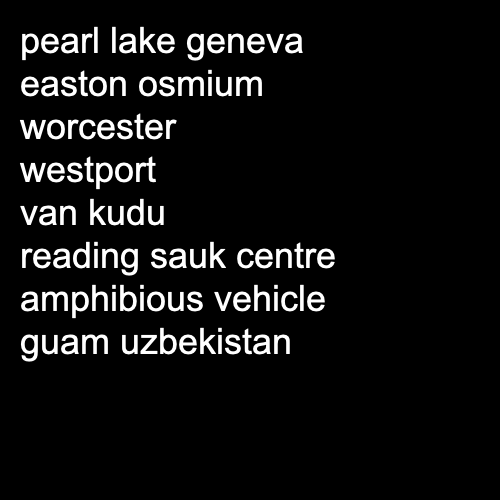 pearl lake geneva
easton osmium
worcester
westport
van kudu
reading sauk centre
amphibious vehicle
guam uzbekistan